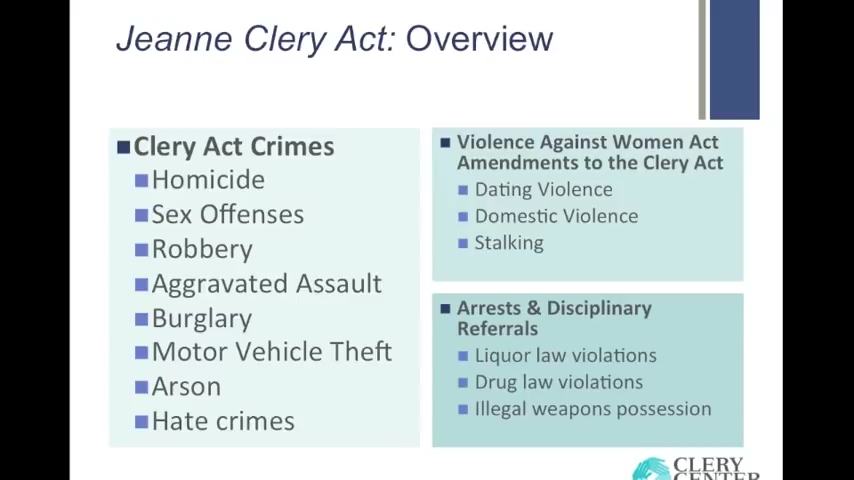 Jeanne Clery Act: Overview
Clery Act Crimes
Homicide
Sex Offenses
Robbery
Aggravated Assault
Burglary
Motor Vehicle Theft
Arson
Hate crimes
Violence Against Women Act
Amendments to the Clery Act
Dating Violence
Domestic Violence
Stalking
Arrests & Disciplinary
Referrals
Liquor law violations
Drug law violations
Illegal weapons possession
CLERY
CENTER